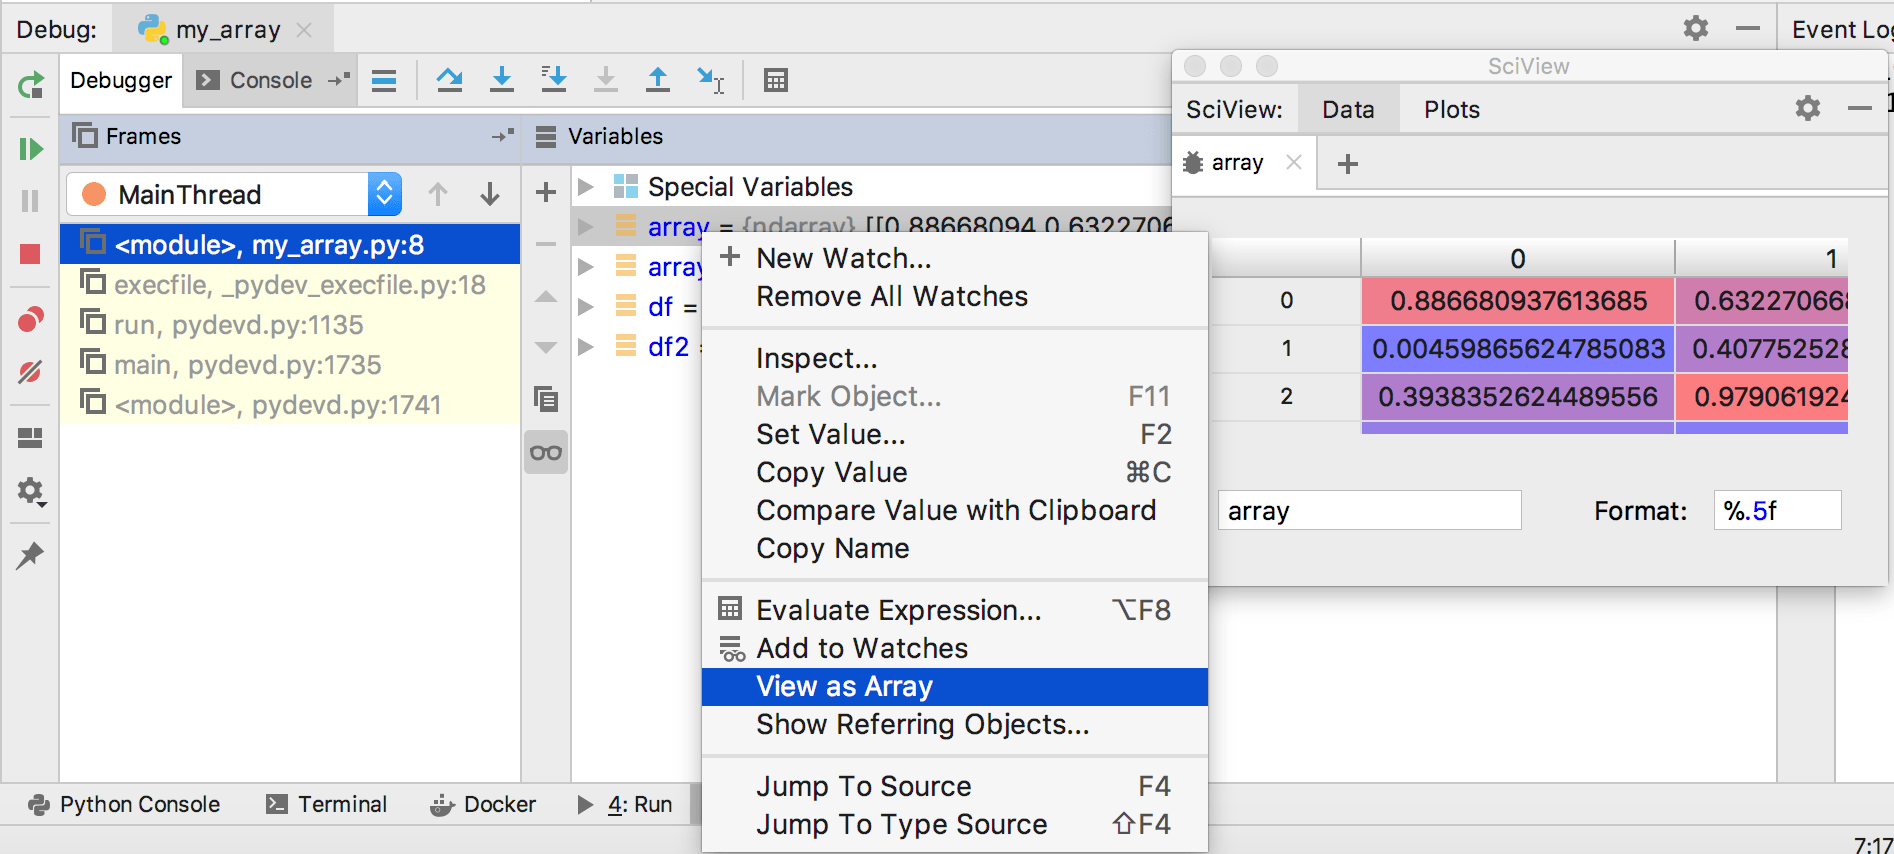 Debug: my_array
Event Log
Debugger Console
SciView
SciView: Data Plots
Frames Variables
array
MainThread
Special Variables
array = {ndarray} [[0.88668094 0.6322706
<module>, my_array.py:8
execfile, _pydev_execfile.py:18
run, pydevd.py:1135
main, pydevd.py:1735
<module>, pydevd.py:1741
array
df =
df2 =
New Watch...
Remove All Watches
Inspect...
Mark Object... F11
Set Value... F2
Copy Value ⌘C
Compare Value with Clipboard
Copy Name
Evaluate Expression... ⌥F8
Add to Watches
View as Array
Show Referring Objects...
Jump To Source F4
Jump To Type Source ⇧F4
0 1
0 0.886680937613685 0.632270668
1 0.00459865624785083 0.407752528
2 0.3938352624489556 0.979061924
array Format: %.5f
Python Console Terminal Docker 4: Run
7:17